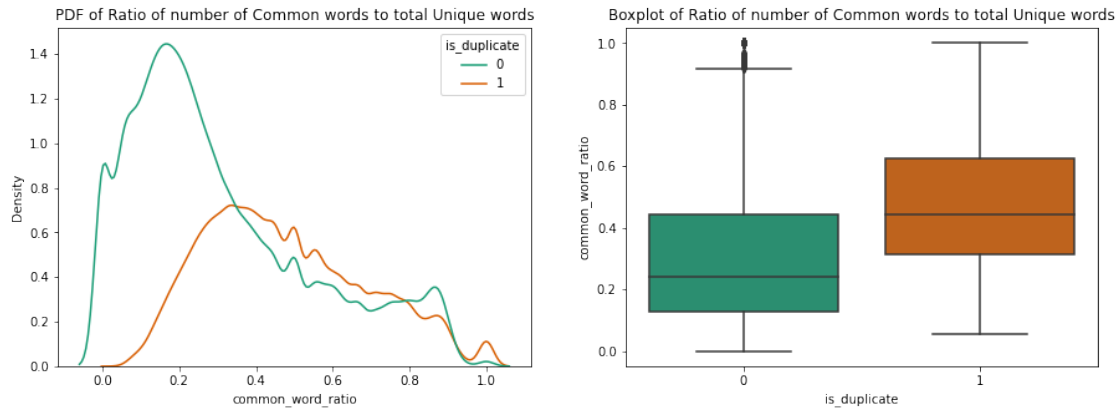 PDF of Ratio of number of Common words to total Unique words
is_duplicate
0
1
1.4
1.2
1.0
0.8
0.6
0.4
0.2
0.0
Density
0.0 0.2 0.4 0.6 0.8 1.0
common_word_ratio
Boxplot of Ratio of number of Common words to total Unique words
1.0
0.8
0.6
0.4
0.2
0.0
common_word_ratio
0 1
is_duplicate